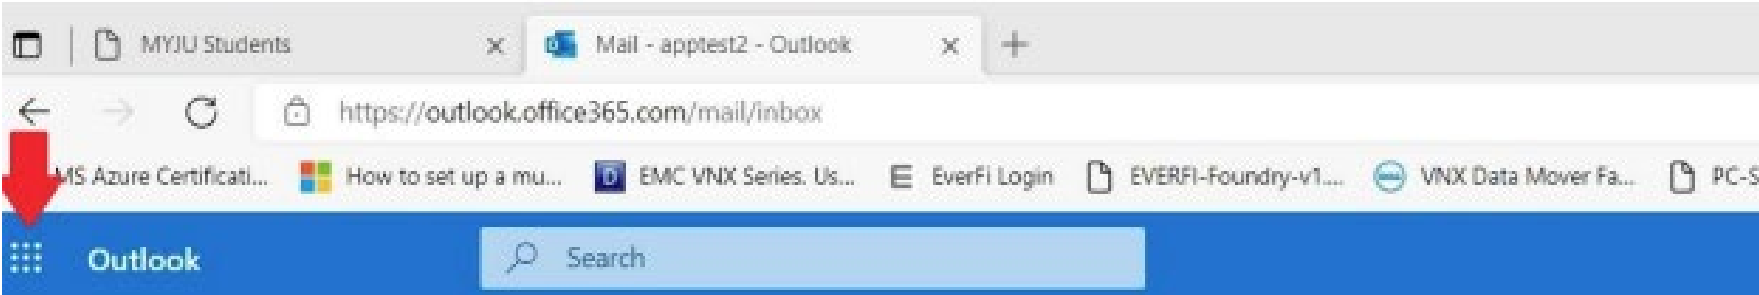 MYJU Students
Mail - apptest2 - Outlook
https://outlook.office365.com/mail/inbox
MS Azure Certificati... How to set up a mu... D EMC VNX Series. Us... E EverFi Login EVERFI-Foundry-v1.... VNX Data Mover Fa... PC-S
Outlook Search